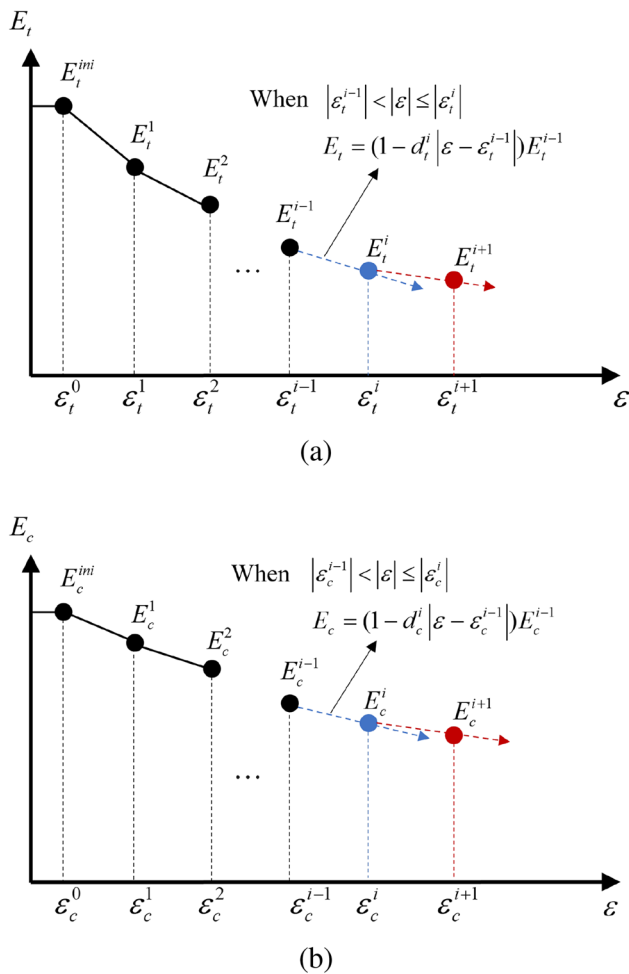 E_t
E_t^{ini}
When |ε_t^{i-1}| < |ε| ≤ |ε_t^i|
E_t^1
E_t = (1 − d_t^i |ε − ε_t^{i-1}|) E_t^{i-1}
E_t^2
E_t^{i-1}
E_t^i
E_t^{i+1}
...
ε_t^0 ε_t^1 ε_t^2 ε_t^{i-1} ε_t^i ε_t^{i+1} ε
(a)
E_c
E_c^{ini}
When |ε_c^{i-1}| < |ε| ≤ |ε_c^i|
E_c^1
E_c = (1 − d_c^i |ε − ε_c^{i-1}|) E_c^{i-1}
E_c^2
E_c^{i-1}
E_c^i
E_c^{i+1}
...
ε_c^0 ε_c^1 ε_c^2 ε_c^{i-1} ε_c^i ε_c^{i+1} ε
(b)